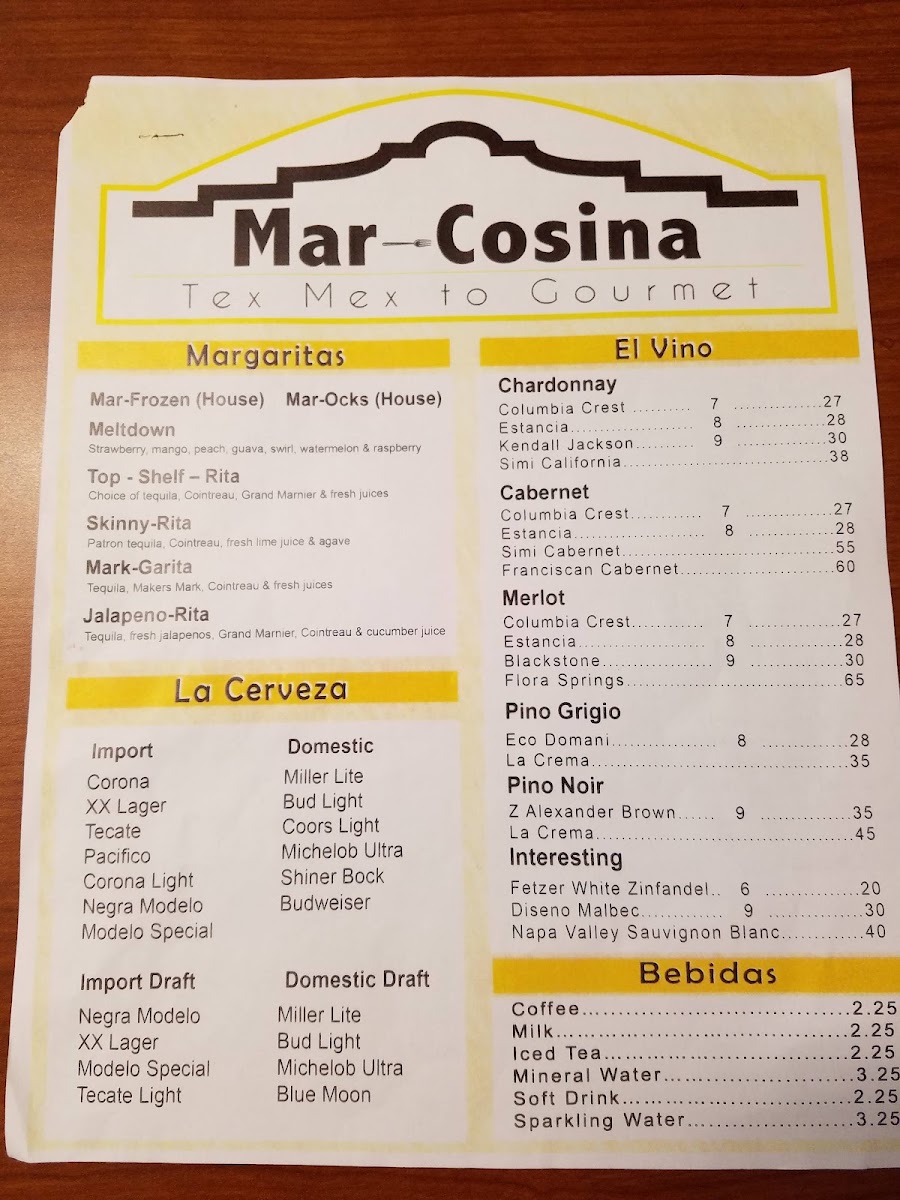 Mar-Cosina
Tex Mex to Gourmet
Margaritas
Mar-Frozen (House) Mar-Ocks (House)
Meltdown
Strawberry, mango, peach, guava, swirl, watermelon & raspberry
Top - Shelf – Rita
Choice of tequila, Cointreau, Grand Marnier & fresh juices
Skinny-Rita
Patron tequila, Cointreau, fresh lime juice & agave
Mark-Garita
Tequila, Makers Mark, Cointreau & fresh juices
Jalapeno-Rita
Tequila, fresh jalapenos, Grand Marnier, Cointreau & cucumber juice
La Cerveza
Import
Corona
XX Lager
Tecate
Pacifico
Corona Light
Negra Modelo
Modelo Special
Domestic
Miller Lite
Bud Light
Coors Light
Michelob Ultra
Shiner Bock
Budweiser
Import Draft
Negra Modelo
XX Lager
Modelo Special
Tecate Light
Domestic Draft
Miller Lite
Bud Light
Michelob Ultra
Blue Moon
El Vino
Chardonnay
Columbia Crest .......... 7 ...............27
Estancia...................... 8 ...............28
Kendall Jackson.......... 9 ...............30
Simi California...................................38
Cabernet
Columbia Crest............ 7 ...............27
Estancia....................... 8 ...............28
Simi Cabernet....................................55
Franciscan Cabernet..........................60
Merlot
Columbia Crest............ 7 ...............27
Estancia....................... 8 ...............28
Blackstone................... 9 ...............30
Flora Springs.....................................65
Pino Grigio
Eco Domani................. 8 ...............28
La Crema..........................................35
Pino Noir
Z Alexander Brown...... 9 ...............35
La Crema..........................................45
Interesting
Fetzer White Zinfandel.. 6 ...............20
Diseno Malbec............. 9 ...............30
Napa Valley Sauvignon Blanc.............40
Bebidas
Coffee...................................2.25
Milk......................................2.25
Iced Tea................................2.25
Mineral Water........................3.25
Soft Drink..............................2.25
Sparkling Water.....................3.25